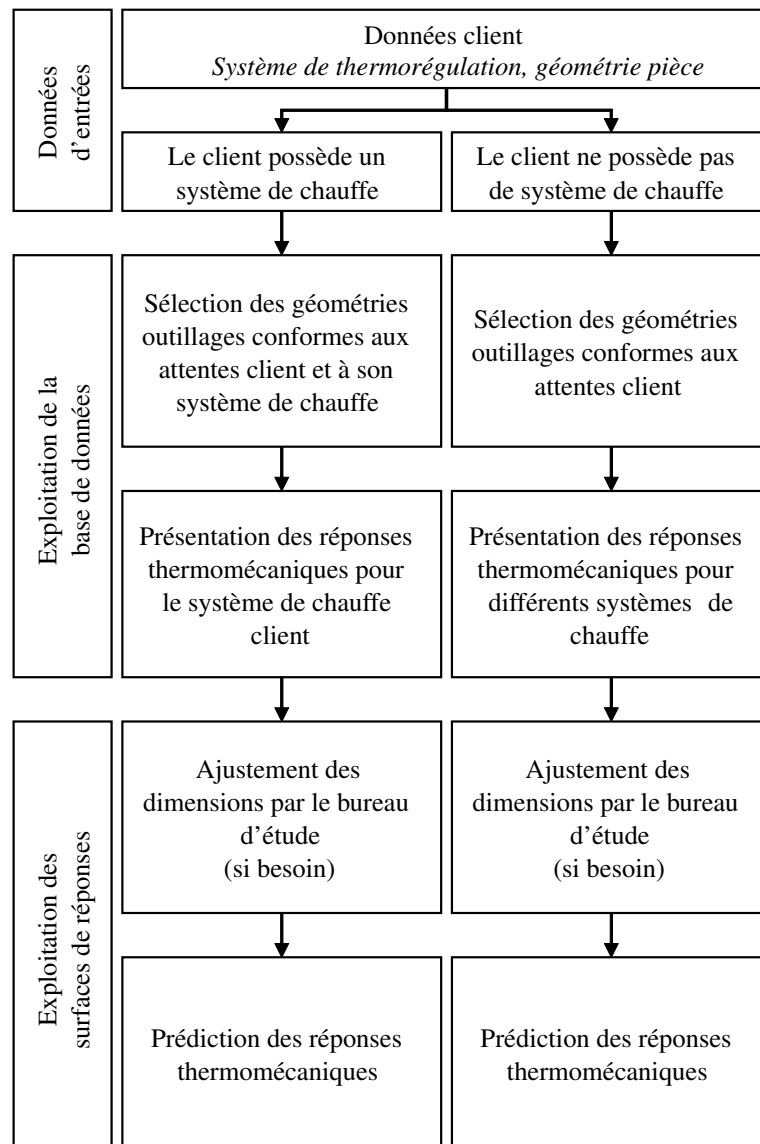 Données client
Système de thermorégulation, géométrie pièce
Données
d'entrées
Le client possède un
système de chauffe
Le client ne possède pas
de système de chauffe
Exploitation de la
base de données
Sélection des géométries
outillages conformes aux
attentes client et à son
système de chauffe
Sélection des géométries
outillages conformes aux
attentes client
Présentation des réponses
thermomécaniques pour
le système de chauffe
client
Présentation des réponses
thermomécaniques pour
différents systèmes de
chauffe
Exploitation des
surfaces de réponses
Ajustement des
dimensions par le bureau
d'étude
(si besoin)
Ajustement des
dimensions par le bureau
d'étude
(si besoin)
Prédiction des réponses
thermomécaniques
Prédiction des réponses
thermomécaniques